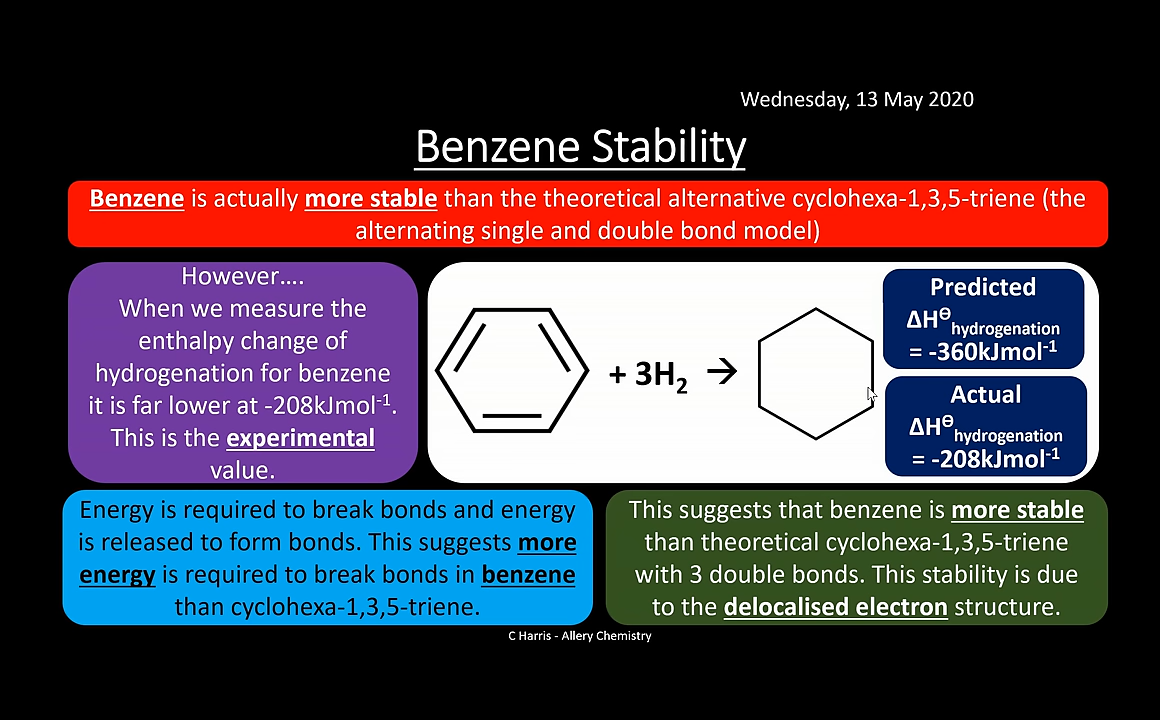 Wednesday, 13 May 2020
Benzene Stability
Benzene is actually more stable than the theoretical alternative cyclohexa-1,3,5-triene (the
alternating single and double bond model)
However....
When we measure the
enthalpy change of
hydrogenation for benzene
it is far lower at -208kJmol⁻¹.
This is the experimental
value.
+ 3H₂ →
Predicted
ΔH⊖hydrogenation
= -360kJmol⁻¹
Actual
ΔH⊖hydrogenation
= -208kJmol⁻¹
Energy is required to break bonds and energy
is released to form bonds. This suggests more
energy is required to break bonds in benzene
than cyclohexa-1,3,5-triene.
This suggests that benzene is more stable
than theoretical cyclohexa-1,3,5-triene
with 3 double bonds. This stability is due
to the delocalised electron structure.
C Harris - Allery Chemistry